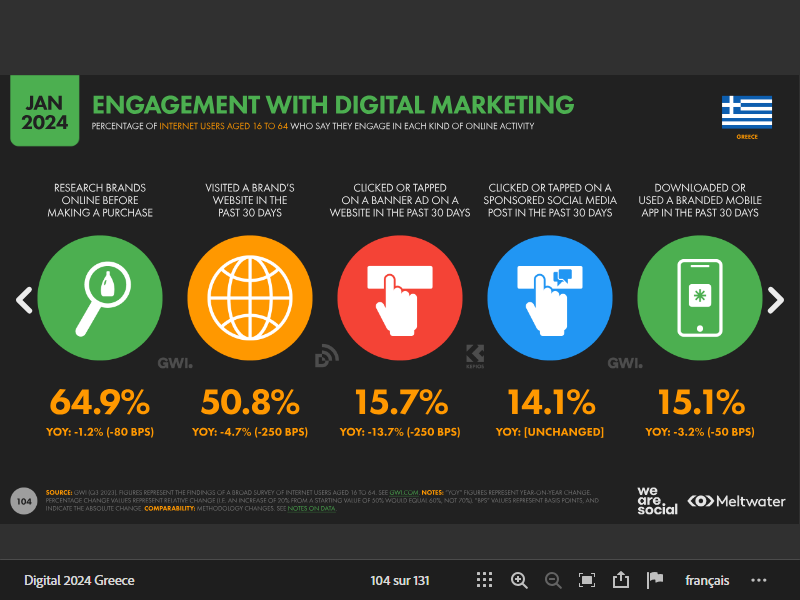 JAN
2024
ENGAGEMENT WITH DIGITAL MARKETING
PERCENTAGE OF INTERNET USERS AGED 16 TO 64 WHO SAY THEY ENGAGE IN EACH KIND OF ONLINE ACTIVITY
GREECE
RESEARCH BRANDS
ONLINE BEFORE
MAKING A PURCHASE
VISITED A BRAND'S
WEBSITE IN THE
PAST 30 DAYS
CLICKED OR TAPPED
ON A BANNER AD ON A
WEBSITE IN THE PAST 30 DAYS
CLICKED OR TAPPED ON A
SPONSORED SOCIAL MEDIA
POST IN THE PAST 30 DAYS
DOWNLOADED OR
USED A BRANDED MOBILE
APP IN THE PAST 30 DAYS
GWI.
KEPIOS
GWI.
64.9%
YOY: -1.2% (-80 BPS)
50.8%
YOY: -4.7% (-250 BPS)
15.7%
YOY: -13.7% (-250 BPS)
14.1%
YOY: [UNCHANGED]
15.1%
YOY: -3.2% (-50 BPS)
104
SOURCE: GWI (Q3 2023). FIGURES REPRESENT THE FINDINGS OF A BROAD SURVEY OF INTERNET USERS AGED 16 TO 64. SEE GWI.COM. NOTES: "YOY" FIGURES REPRESENT YEAR-ON-YEAR CHANGE.
PERCENTAGE CHANGE VALUES REPRESENT RELATIVE CHANGE (I.E. AN INCREASE OF 20% FROM A STARTING VALUE OF 50% WOULD EQUAL 60%, NOT 70%). "BPS" VALUES REPRESENT BASIS POINTS, AND
INDICATE THE ABSOLUTE CHANGE. COMPARABILITY: METHODOLOGY CHANGES. SEE NOTES ON DATA.
we
are.
social
Meltwater
Digital 2024 Greece
104 sur 131
français